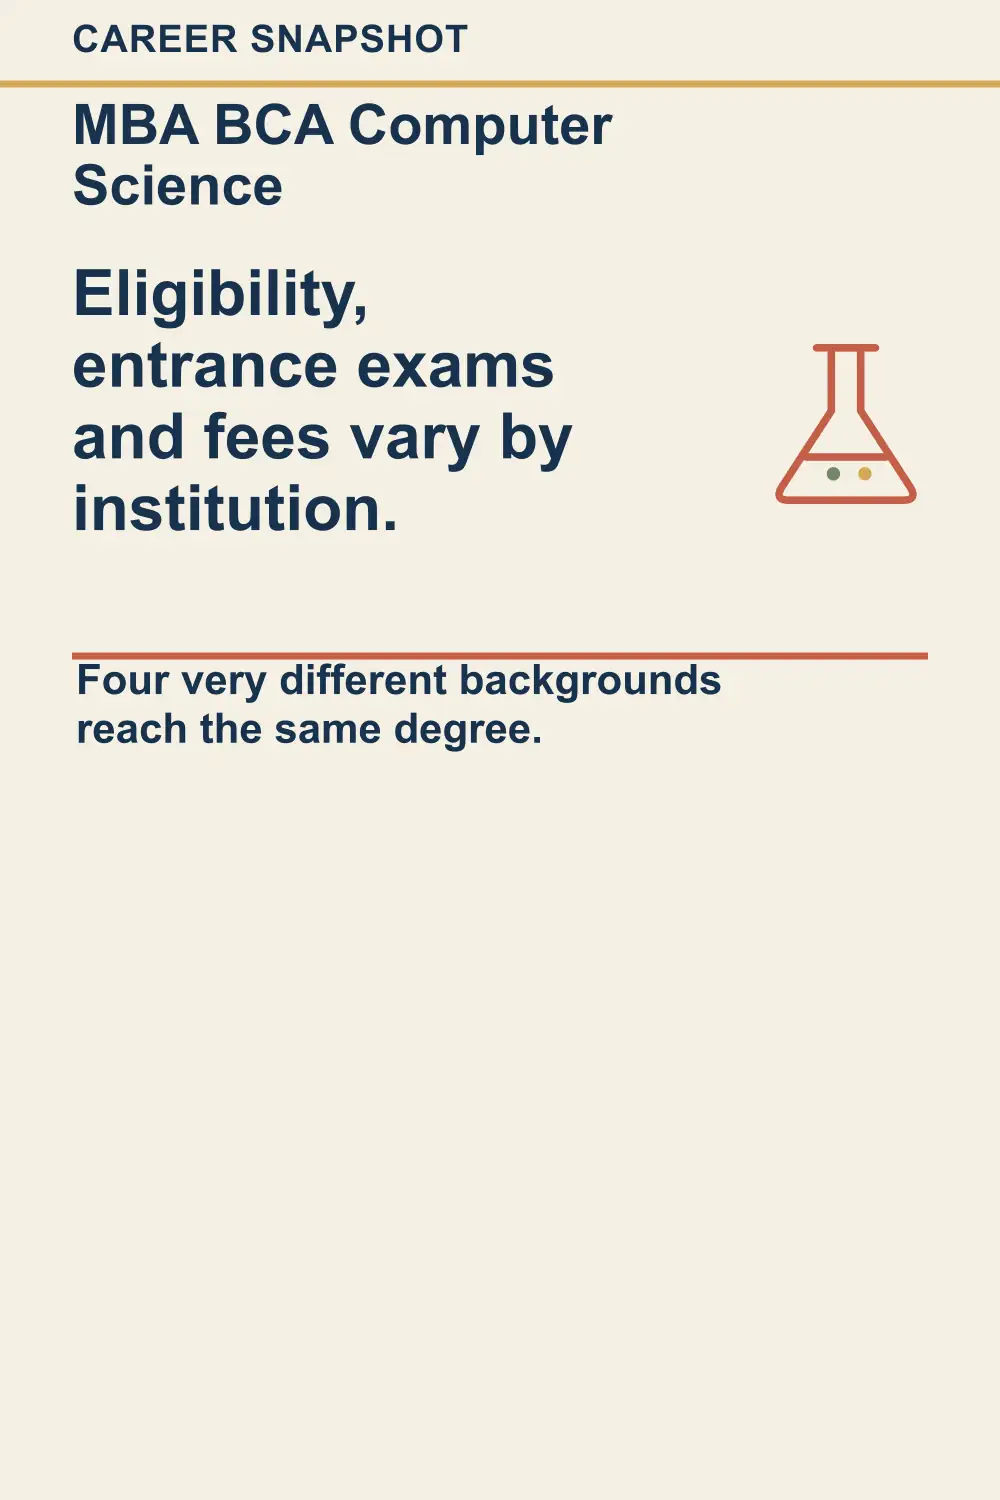 CAREER SNAPSHOT
MBA BCA Computer
Science
Eligibility,
entrance exams
and fees vary by
institution.
Four very different backgrounds
reach the same degree.